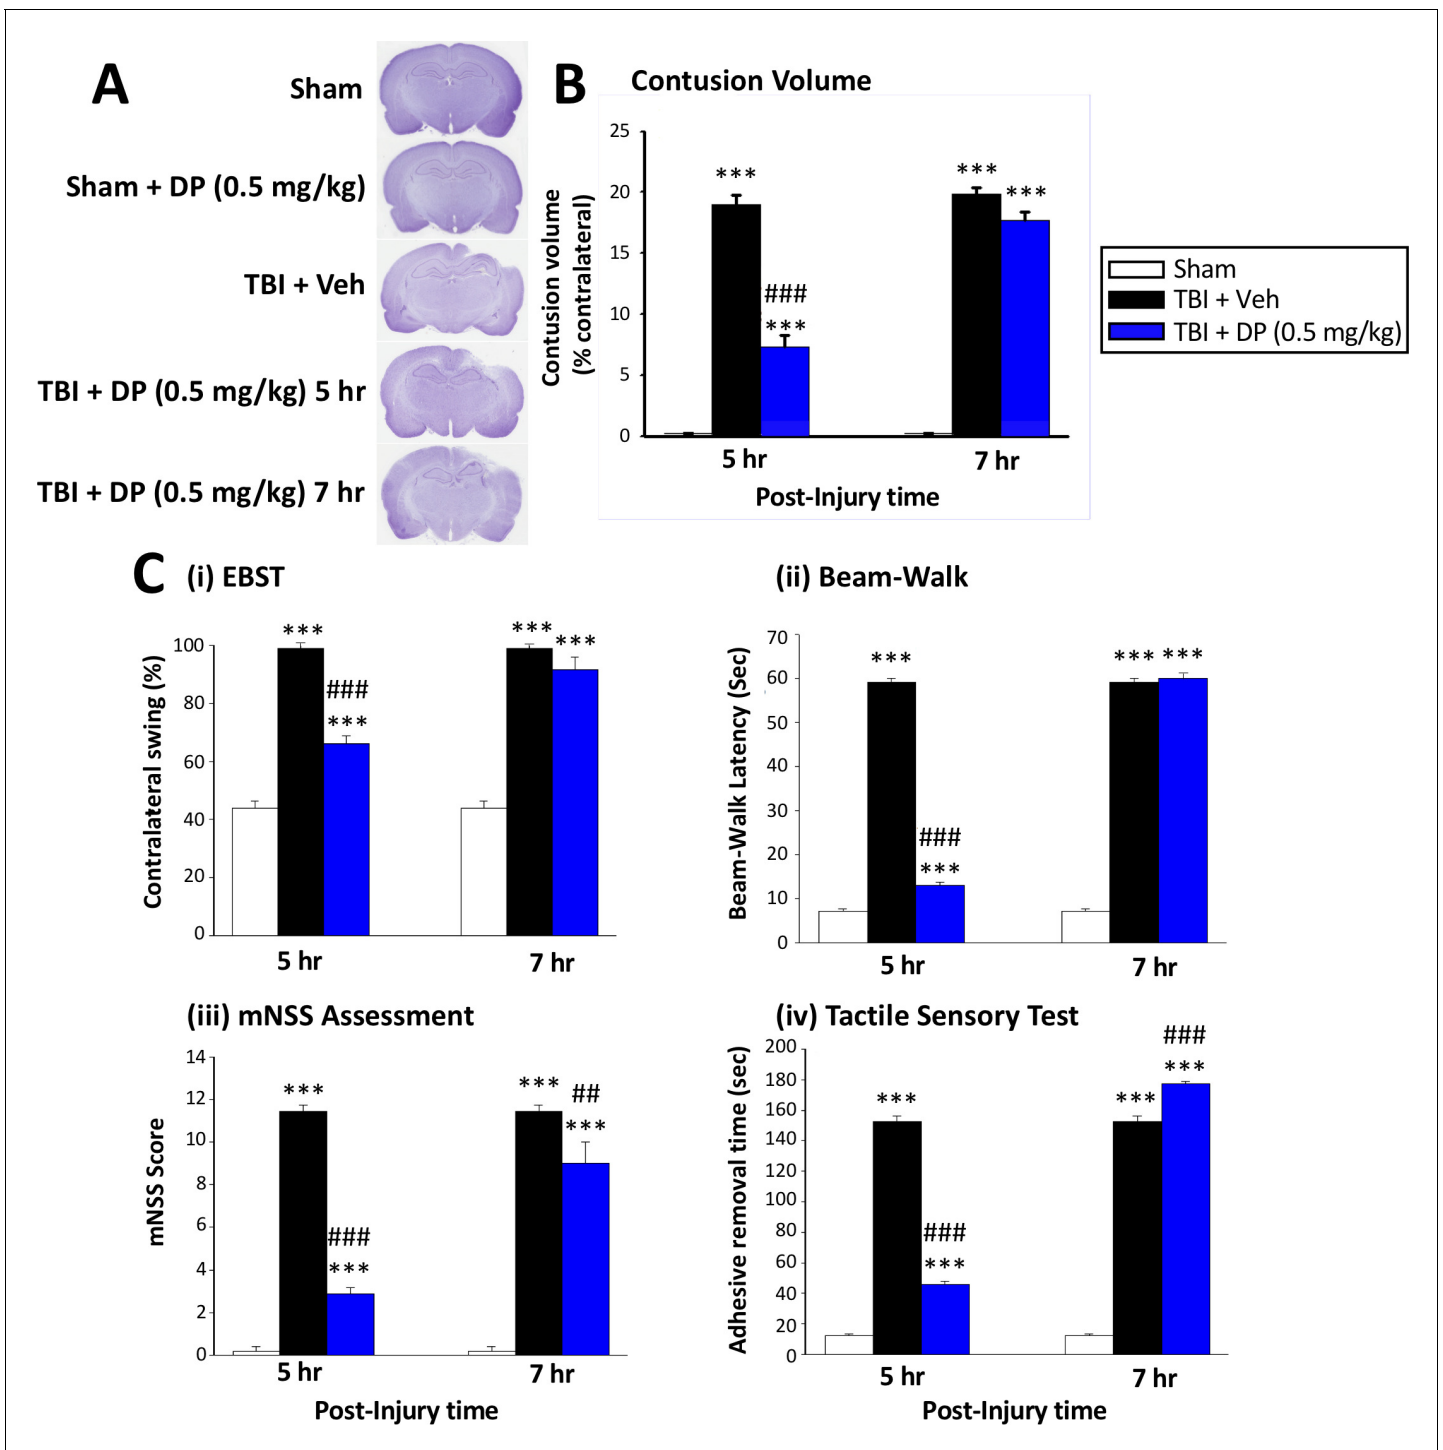 A
Sham
Sham + DP (0.5 mg/kg)
TBI + Veh
TBI + DP (0.5 mg/kg) 5 hr
TBI + DP (0.5 mg/kg) 7 hr
B
Contusion Volume
Contusion volume
(% contralateral)
25
20
15
10
5
0
***
###
***
***
***
5 hr
7 hr
Post-Injury time
Sham
TBI + Veh
TBI + DP (0.5 mg/kg)
C
(i) EBST
Contralateral swing (%)
100
80
60
40
20
0
***
###
***
***
***
5 hr
7 hr
(ii) Beam-Walk
Beam-Walk Latency (Sec)
70
60
50
40
30
20
10
0
***
###
***
***
***
5 hr
7 hr
(iii) mNSS Assessment
mNSS Score
14
12
10
8
6
4
2
0
***
###
***
***
##
***
5 hr
7 hr
Post-Injury time
(iv) Tactile Sensory Test
Adhesive removal time (sec)
200
180
160
140
120
100
80
60
40
20
0
***
###
***
***
###
***
5 hr
7 hr
Post-Injury time